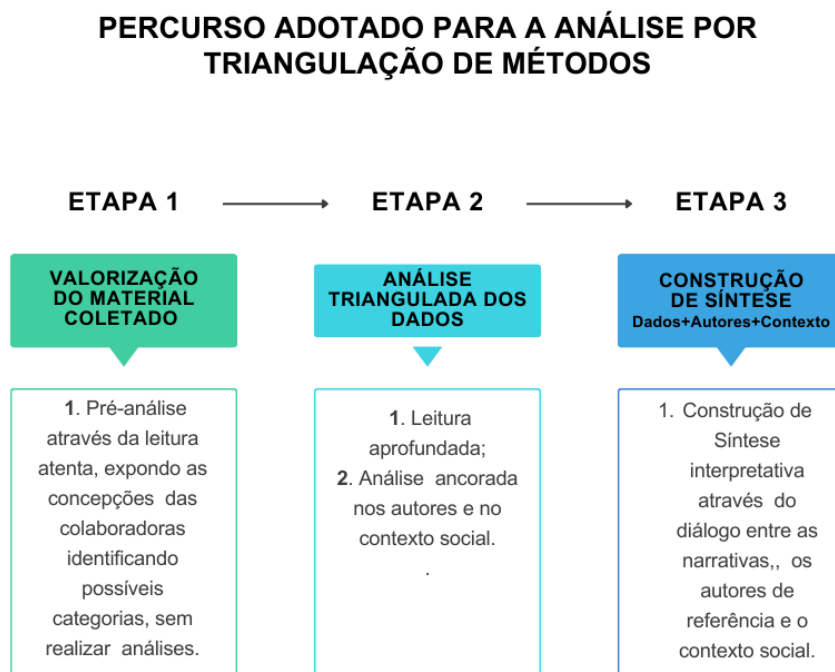 PERCURSO ADOTADO PARA A ANÁLISE POR
TRIANGULAÇÃO DE MÉTODOS
ETAPA 1
ETAPA 2
ETAPA 3
VALORIZAÇÃO
DO MATERIAL
COLETADO
ANÁLISE
TRIANGULADA DOS
DADOS
CONSTRUÇÃO
DE SÍNTESE
Dados+Autores+Contexto
1. Pré-análise
através da leitura
atenta, expondo as
concepções das
colaboradoras
identificando
possíveis
categorias, sem
realizar análises.
1. Leitura
aprofundada;
2. Análise ancorada
nos autores e no
contexto social.
.
1. Construção de
Síntese
interpretativa
através do
diálogo entre as
narrativas,, os
autores de
referência e o
contexto social.